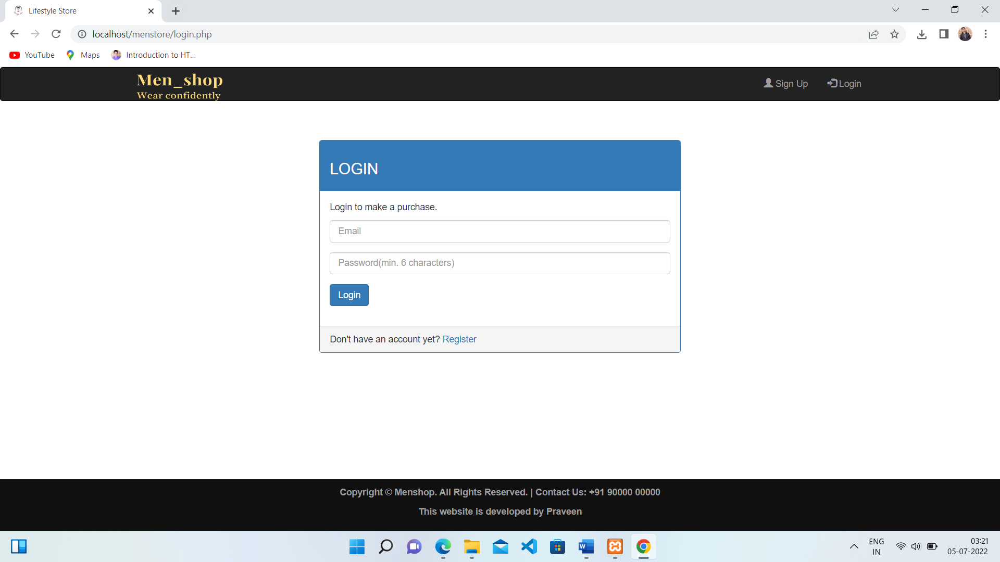 Lifestyle Store
localhost/menstore/login.php
YouTube Maps Introduction to HT...
Men_shop
Wear confidently
Sign Up Login
LOGIN
Login to make a purchase.
Email
Password(min. 6 characters)
Login
Don't have an account yet? Register
Copyright © Menshop. All Rights Reserved. | Contact Us: +91 90000 00000
This website is developed by Praveen
W
ENG
IN
03:21
05-07-2022